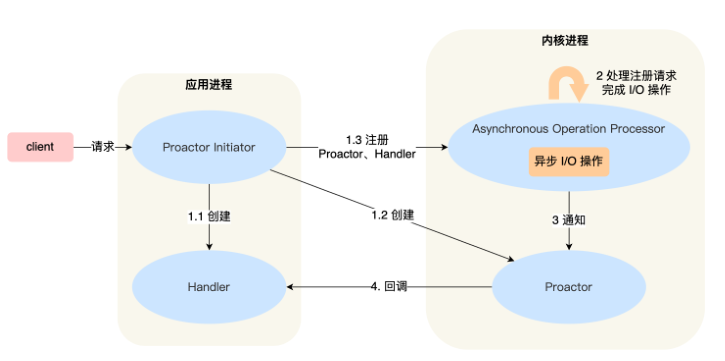 内核进程
应用进程
2 处理注册请求
完成 I/O 操作
Asynchronous Operation Processor
client
请求
Proactor Initiator
1.3 注册
Proactor、Handler
异步 I/O 操作
1.1 创建
1.2 创建
3 通知
Handler
4. 回调
Proactor